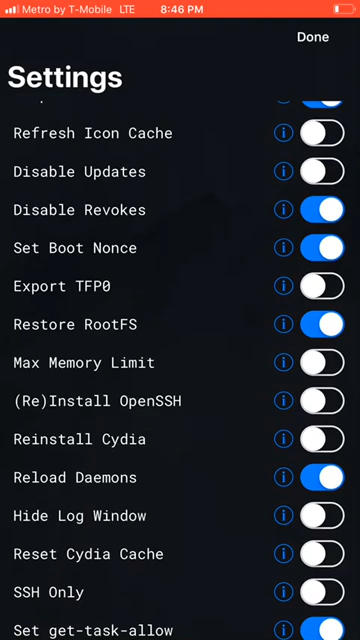 Metro by T-Mobile LTE 8:46 PM
Done
Settings
Refresh Icon Cache
Disable Updates
Disable Revokes
Set Boot Nonce
Export TFP0
Restore RootFS
Max Memory Limit
(Re)Install OpenSSH
Reinstall Cydia
Reload Daemons
Hide Log Window
Reset Cydia Cache
SSH Only
Set get-task-allow